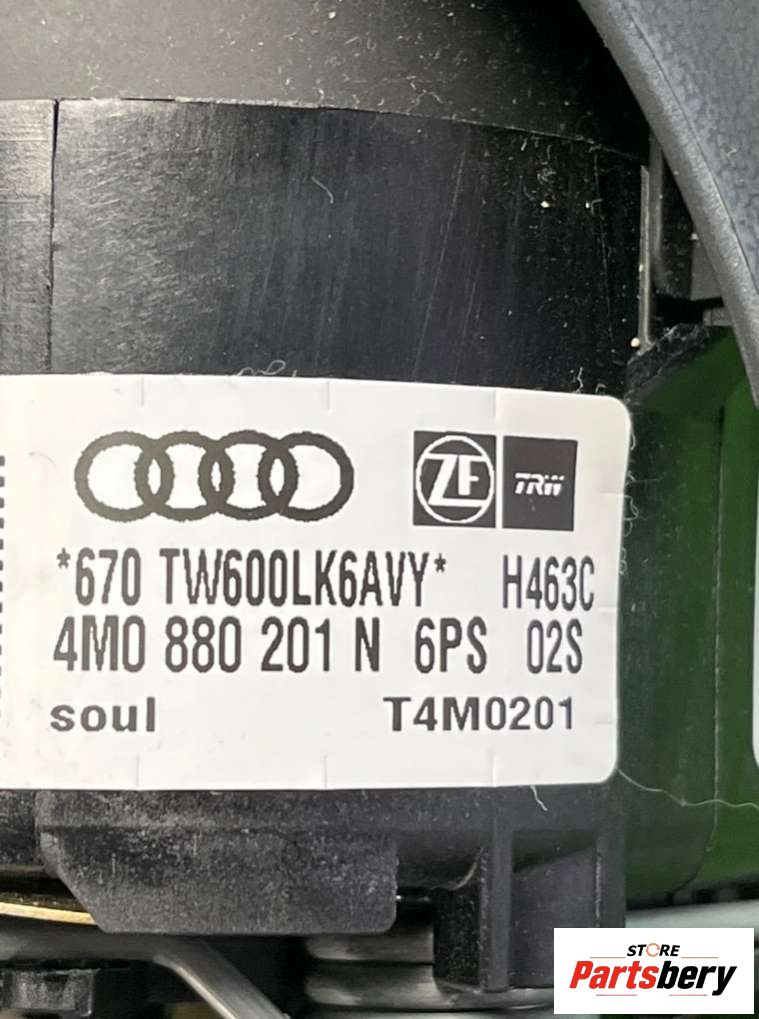 ZF TRW
*670 TW600LK6AVY* H463C
4M0 880 201 N 6PS 02S
soul T4M0201
STORE
Partsbery